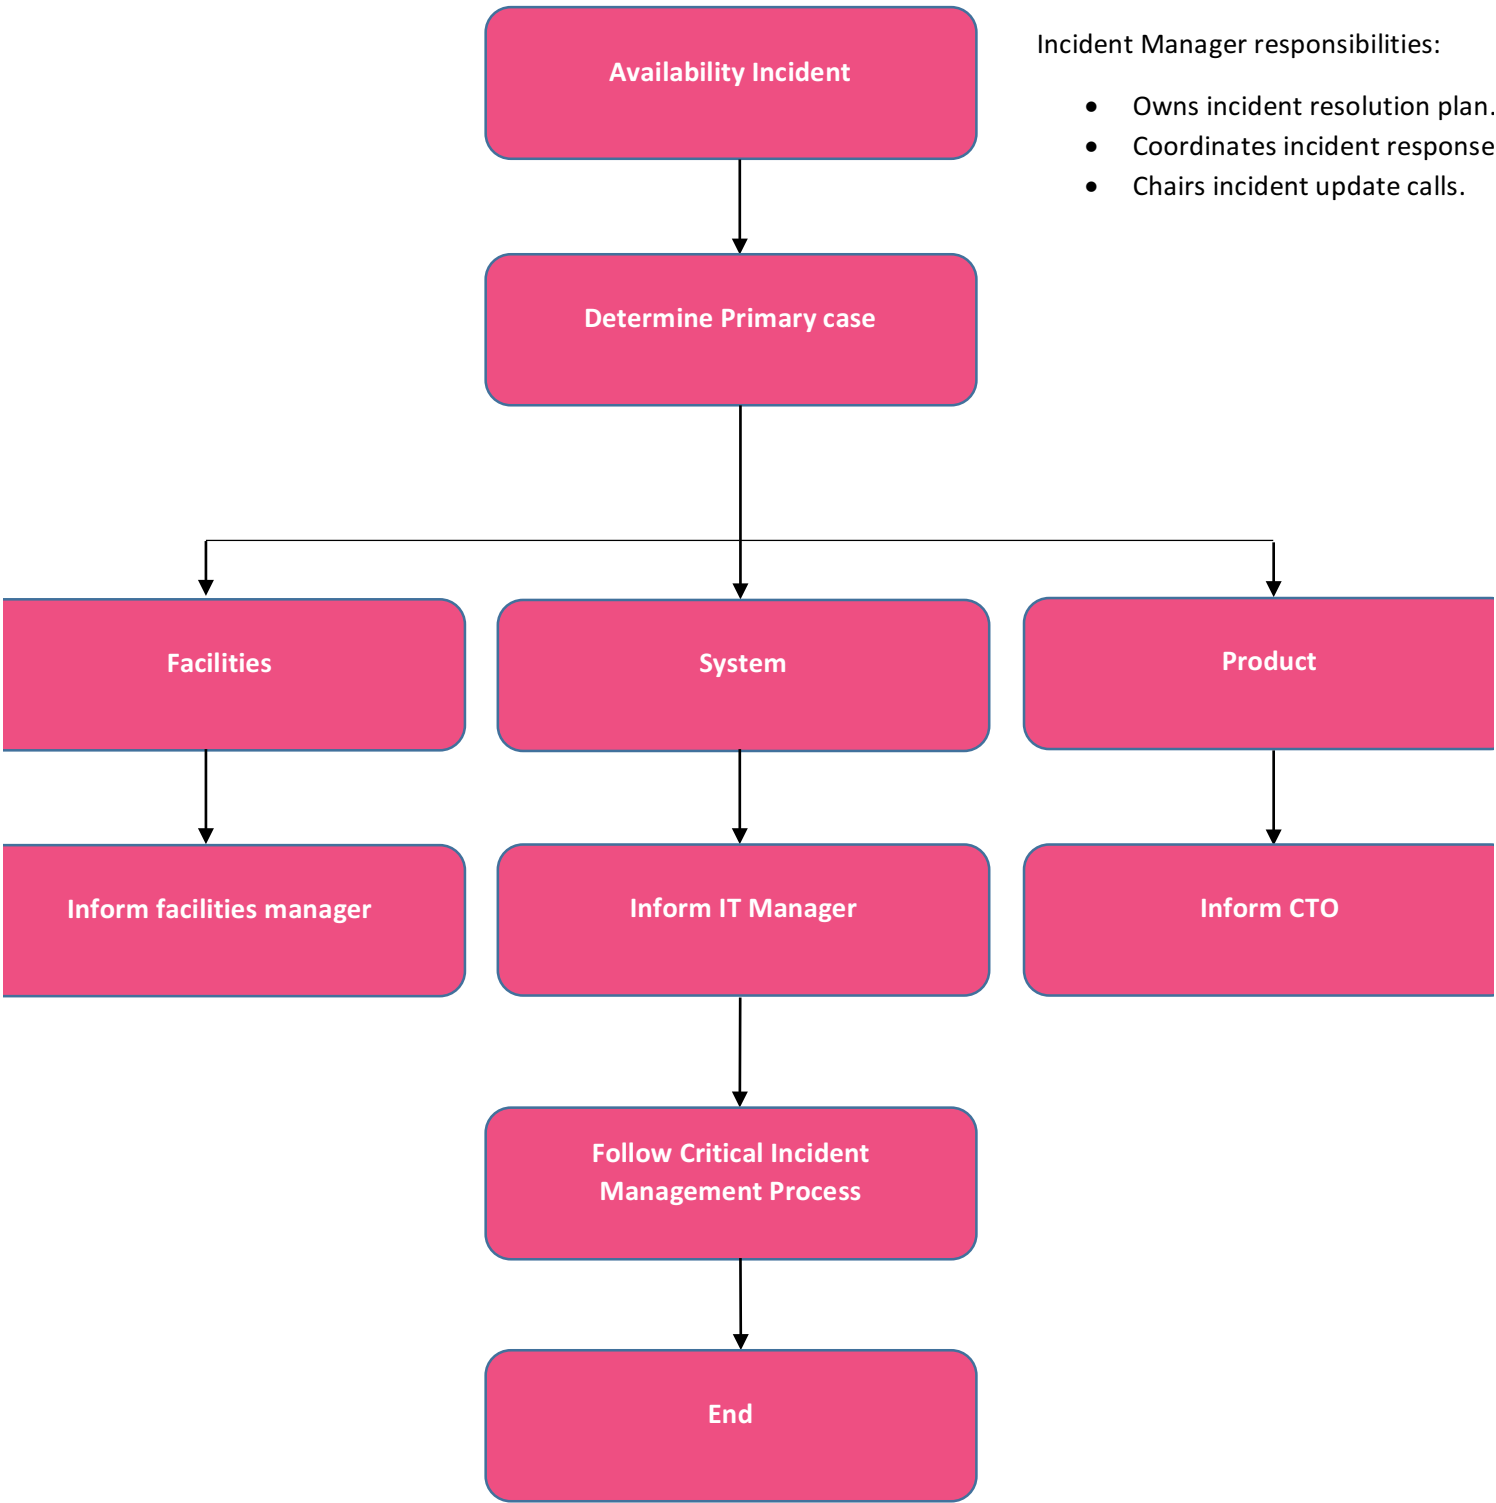 Availability Incident
Incident Manager responsibilities:
• Owns incident resolution plan.
• Coordinates incident response
• Chairs incident update calls.
Determine Primary case
Facilities
System
Product
Inform facilities manager
Inform IT Manager
Inform CTO
Follow Critical Incident
Management Process
End